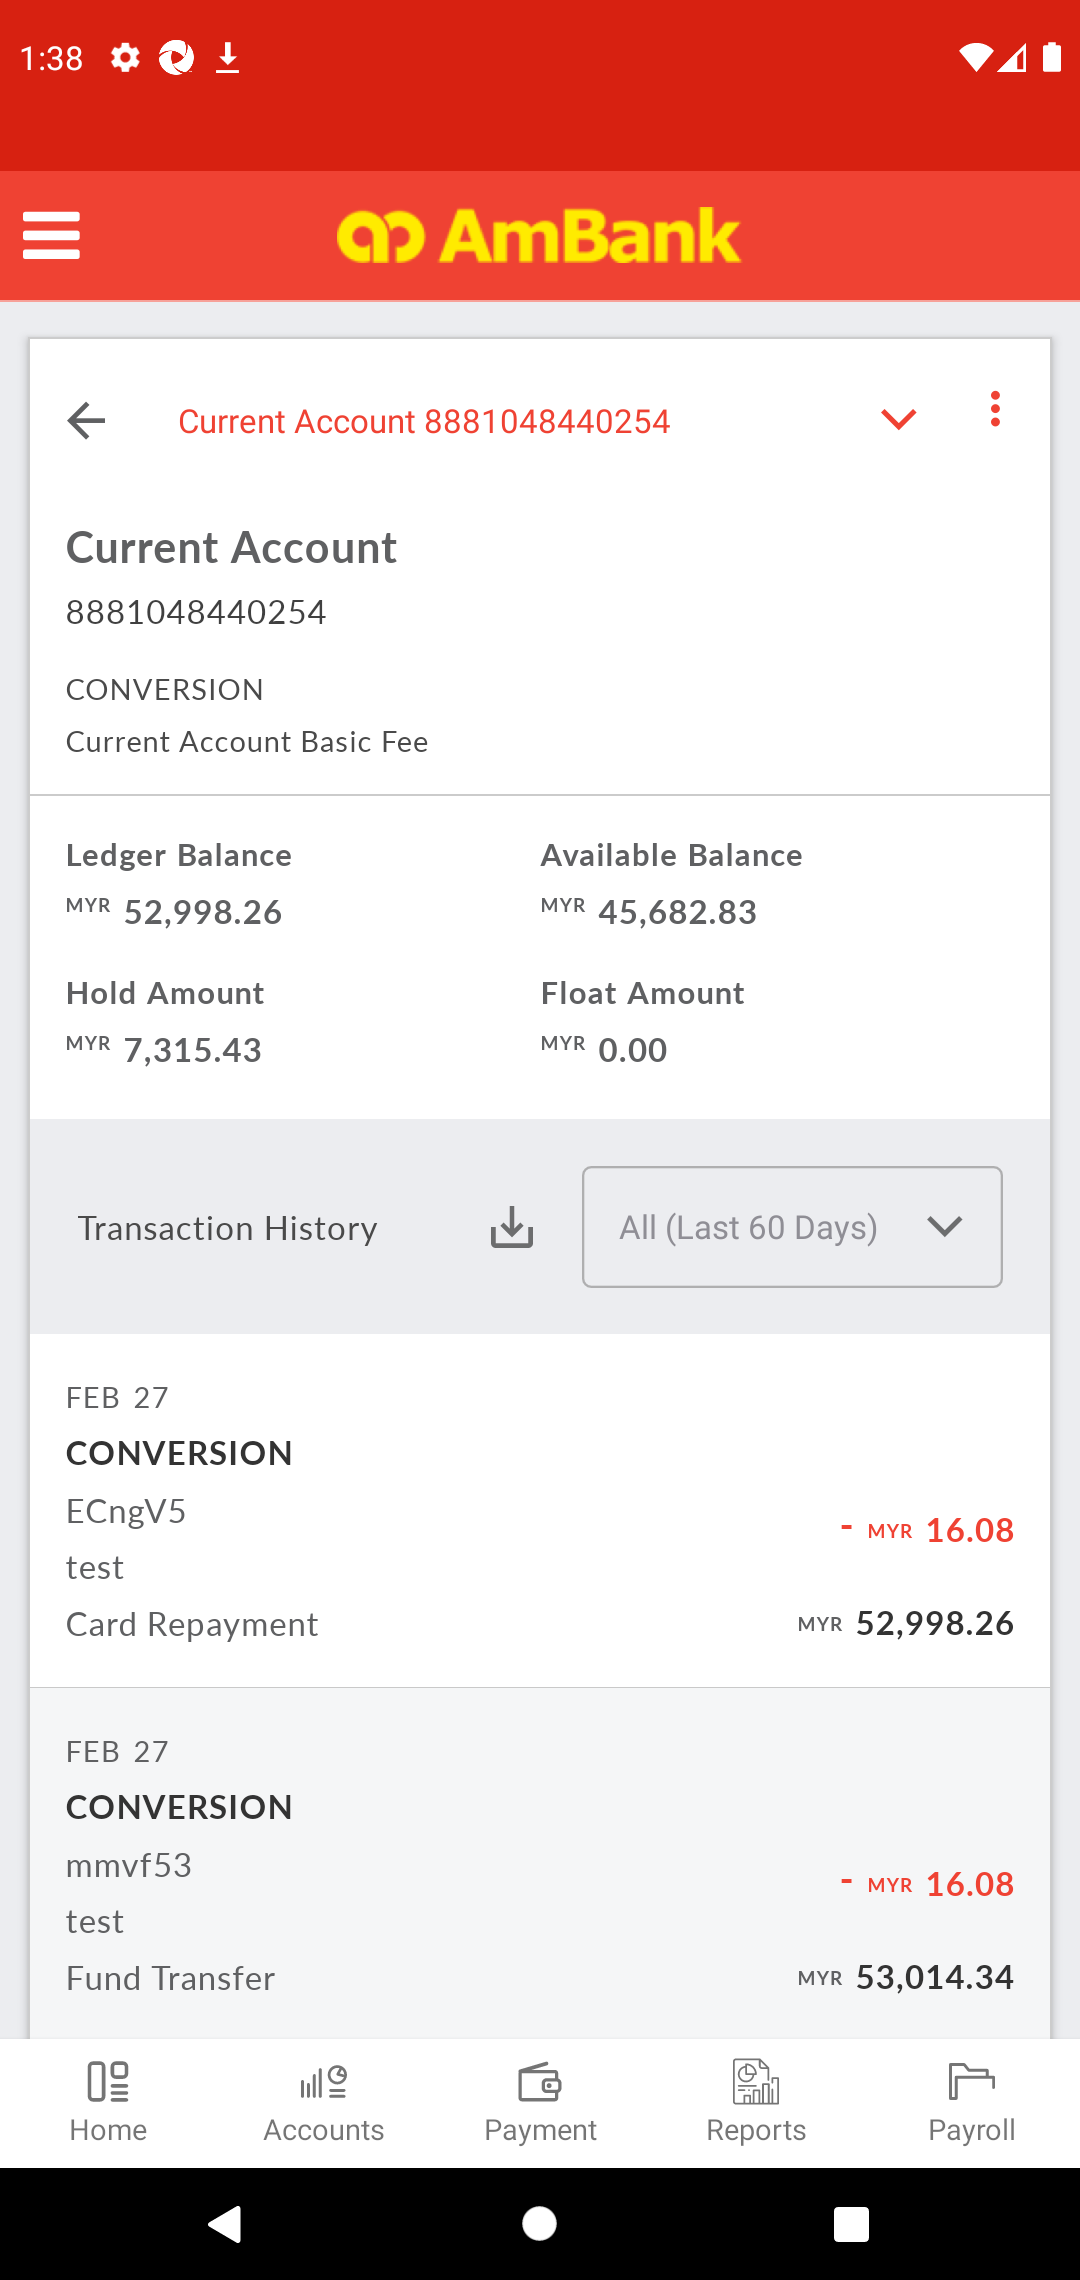 1:38
AmBank
Current Account 8881048440254
Current Account
8881048440254
CONVERSION
Current Account Basic Fee
Ledger Balance
MYR 52,998.26
Available Balance
MYR 45,682.83
Hold Amount
MYR 7,315.43
Float Amount
MYR 0.00
Transaction History
All (Last 60 Days)
FEB 27
CONVERSION
ECngV5
- MYR 16.08
test
Card Repayment
MYR 52,998.26
FEB 27
CONVERSION
mmvf53
- MYR 16.08
test
Fund Transfer
MYR 53,014.34
Home
Accounts
Payment
Reports
Payroll